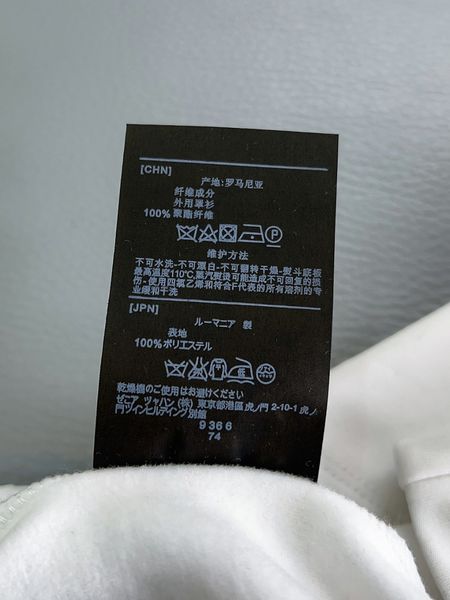 [CHN]
产地:罗马尼亚
纤维成分
外用罩衫
100% 聚酯纤维
P
维护方法
不可水洗-不可漂白-不可翻转干燥-熨斗底板
最高温度110℃,蒸汽熨烫可能造成不可回复的损
伤-使用四氯乙烯和符合F代表的所有溶剂的专
业缓和干洗
[JPN]
ルーマニア 製
表地
100%ポリエステル
乾燥機のご使用はお避けください
ゼニア ジャパン (株) 東京都港區虎ノ門 2-10-1 虎ノ
門ツインビルディング別館
9 36 6
74